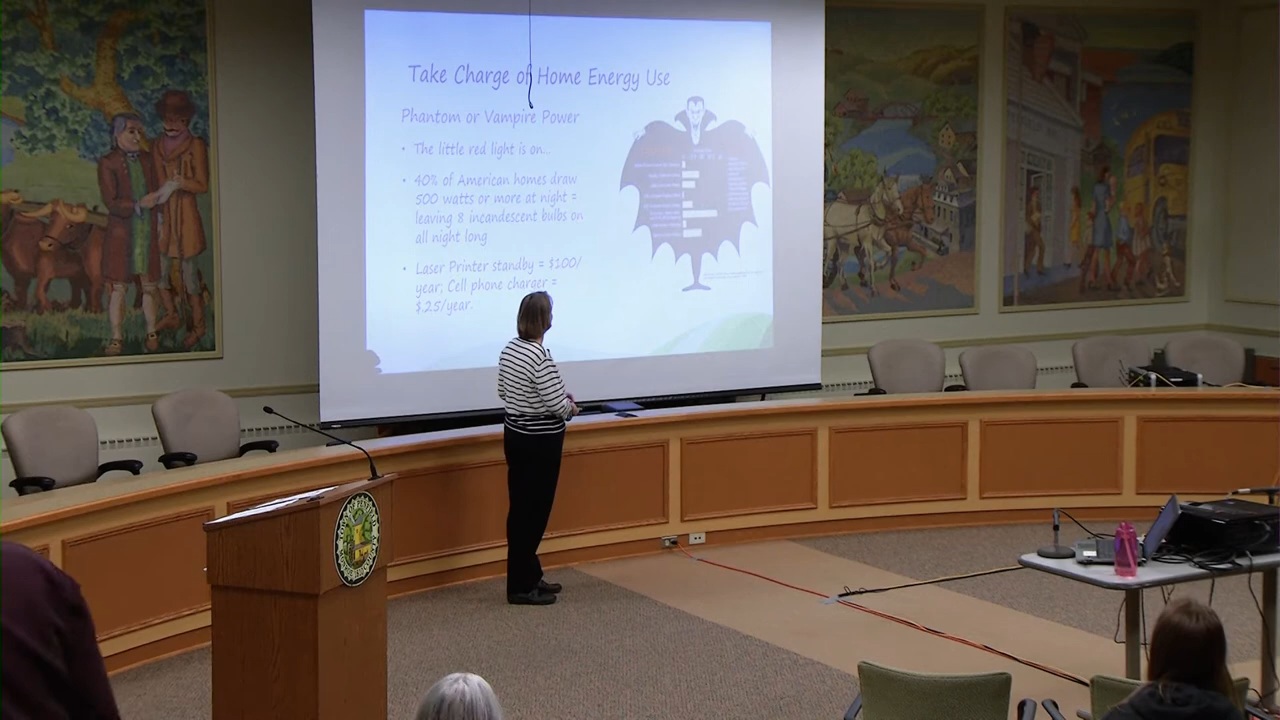 Take Charge of Home Energy Use
Phantom or Vampire Power
• The little red light is on...
• 40% of American homes draw
500 watts or more at night =
leaving 8 incandescent bulbs on
all night long
• Laser Printer standby = $100/
year; Cell phone charger =
$.25/year.